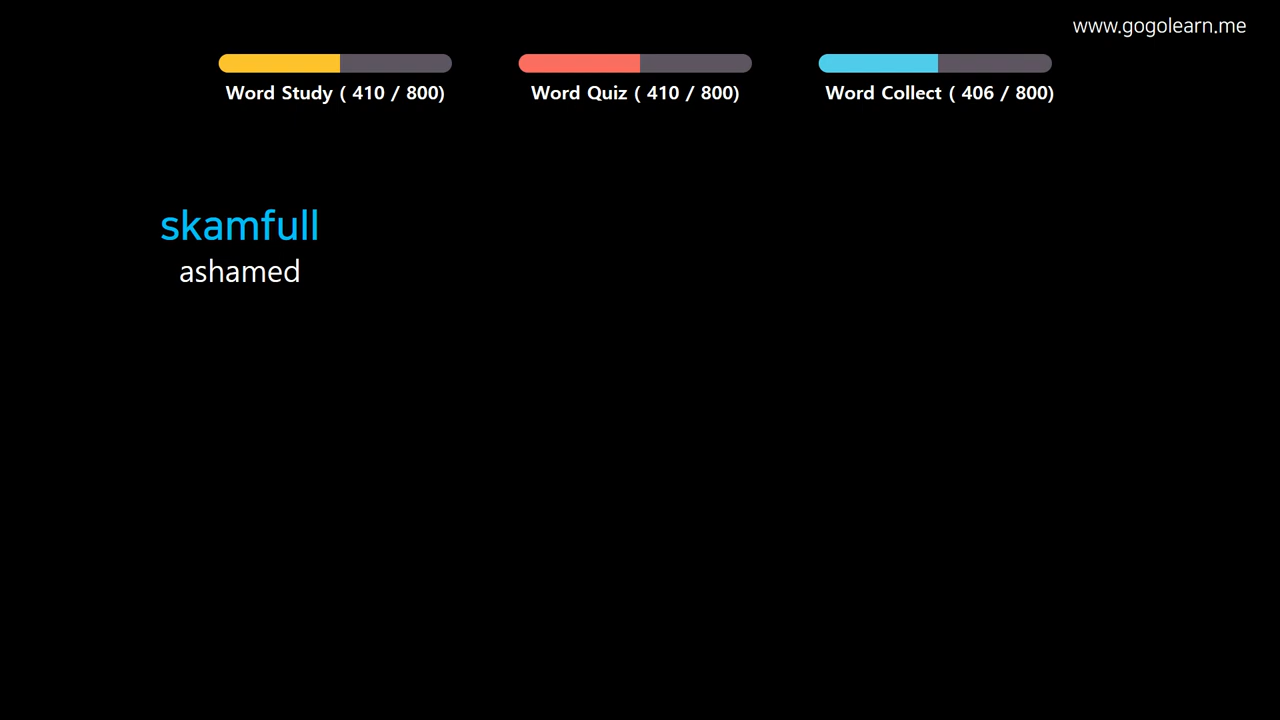 www.gogolearn.me
Word Study ( 410 / 800)
Word Quiz ( 410 / 800)
Word Collect ( 406 / 800)
skamfull
ashamed